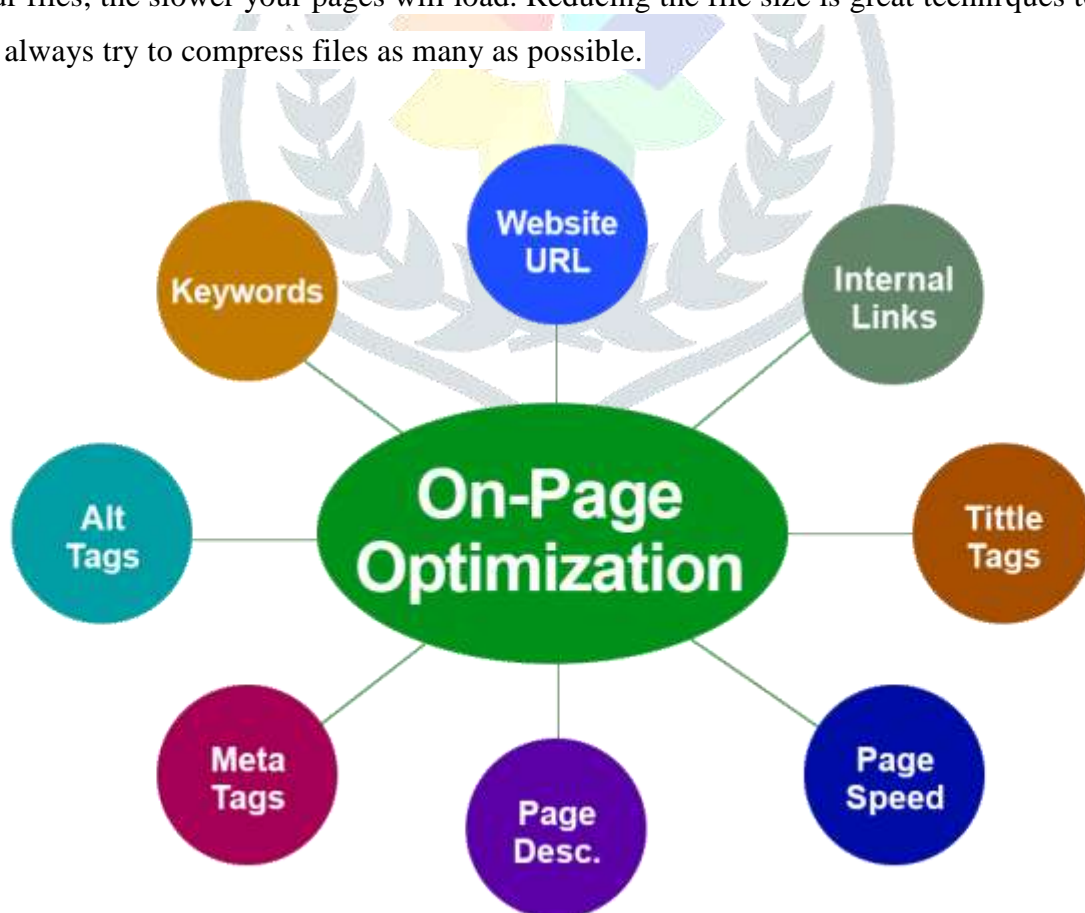 files, the slower your pages will load. Reducing the file size is great techniques
always try to compress files as many as possible.
Website
URL
Keywords
Internal
Links
On-Page
Optimization
Alt
Tags
Tittle
Tags
Meta
Tags
Page
Desc.
Page
Speed